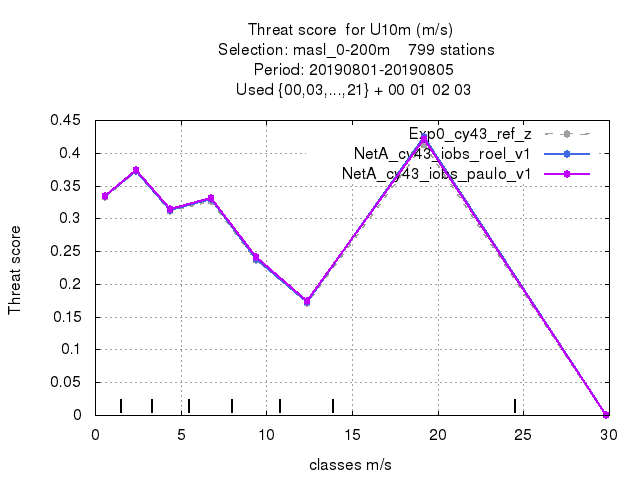 Threat score  for U10m (m/s)
Selection: masl_0-200m    799 stations
Period: 20190801-20190805
Used {00,03,...,21} + 00 01 02 03
Exp0_cy43_ref_z
NetA_cy43_iobs_roel_v1
NetA_cy43_iobs_paulo_v1
Threat score
0.45
0.4
0.35
0.3
0.25
0.2
0.15
0.1
0.05
0
0 5 10 15 20 25 30
classes m/s